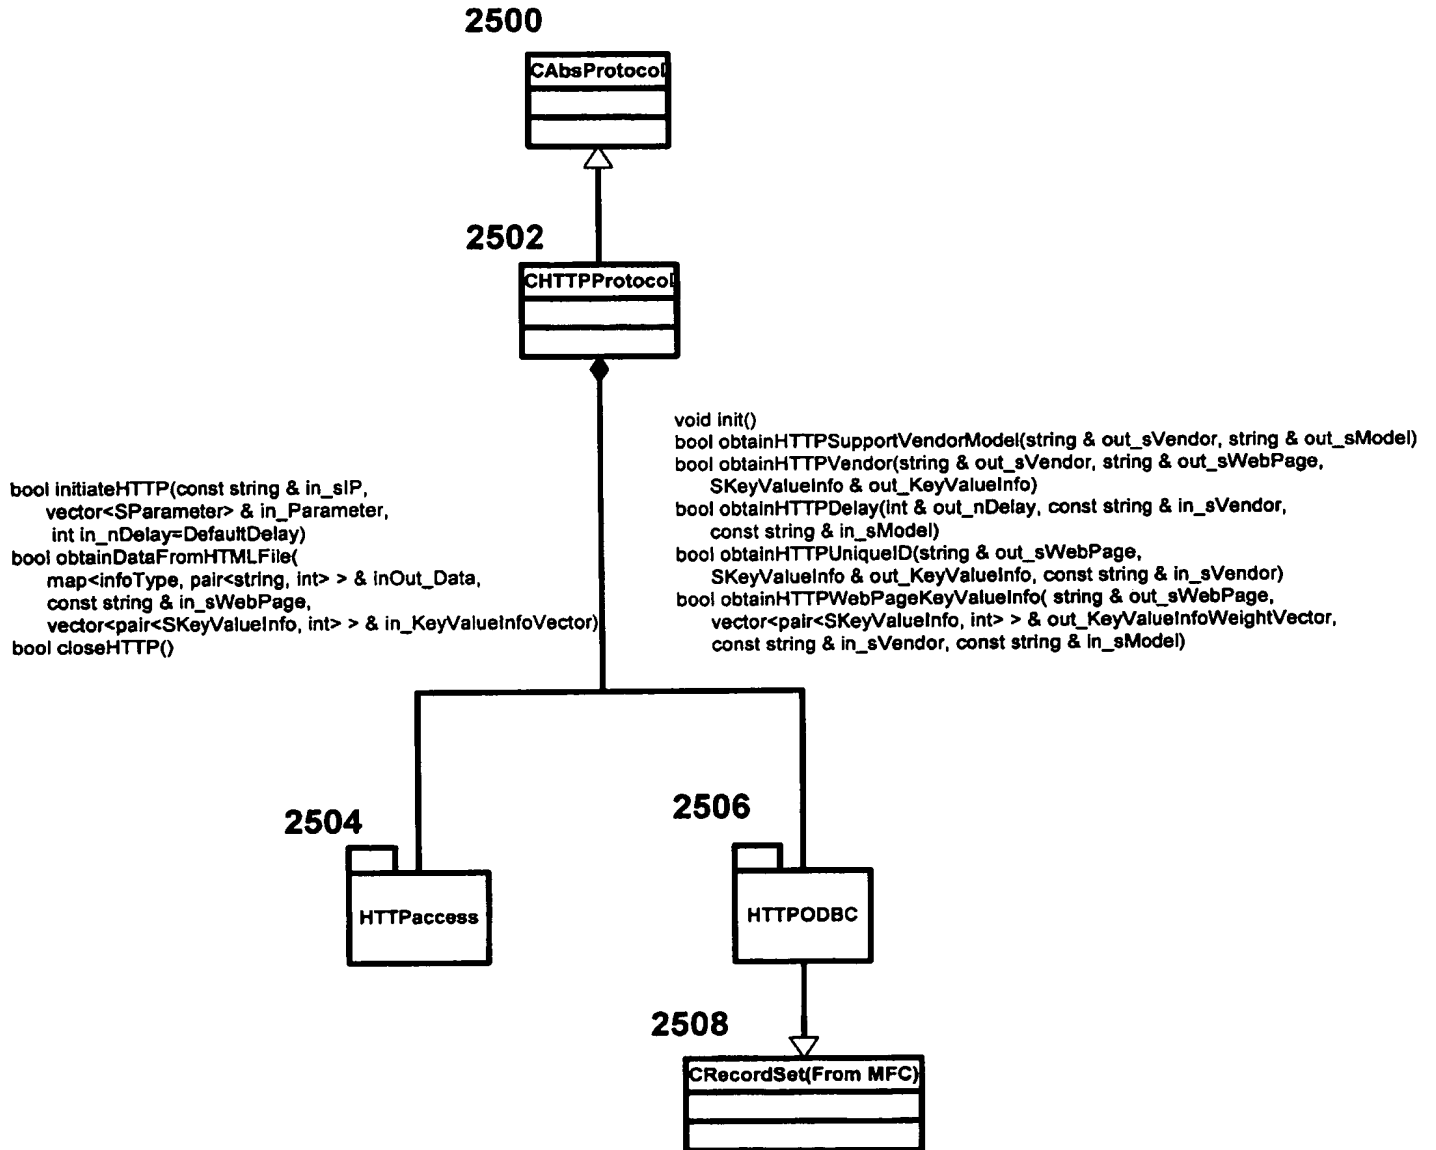 2500
CAbsProtocol
2502
CHTTPProtocol
void init()
bool obtainHTTPSupportVendorModel(string & out_sVendor, string & out_sModel)
bool obtainHTTPVendor(string & out_sVendor, string & out_sWebPage,
SKeyValueInfo & out_KeyValueInfo)
bool obtainHTTPDelay(int & out_nDelay, const string & in_sVendor,
const string & in_sModel)
bool obtainHTTPUniqueID(string & out_sWebPage,
SKeyValueInfo & out_KeyValueInfo, const string & in_sVendor)
bool obtainHTTPWebPageKeyValueInfo( string & out_sWebPage,
vector<pair<SKeyValueInfo, int> > & out_KeyValueInfoWeightVector,
const string & in_sVendor, const string & in_sModel)
bool initiateHTTP(const string & in_sIP,
vector<SParameter> & in_Parameter,
int in_nDelay=DefaultDelay)
bool obtainDataFromHTMLFile(
map<infoType, pair<string, int> > & inOut_Data,
const string & in_sWebPage,
vector<pair<SKeyValueInfo, int> > & in_KeyValueInfoVector)
bool closeHTTP()
2504
HTTPaccess
2506
HTTPODBC
2508
CRecordSet(From MFC)